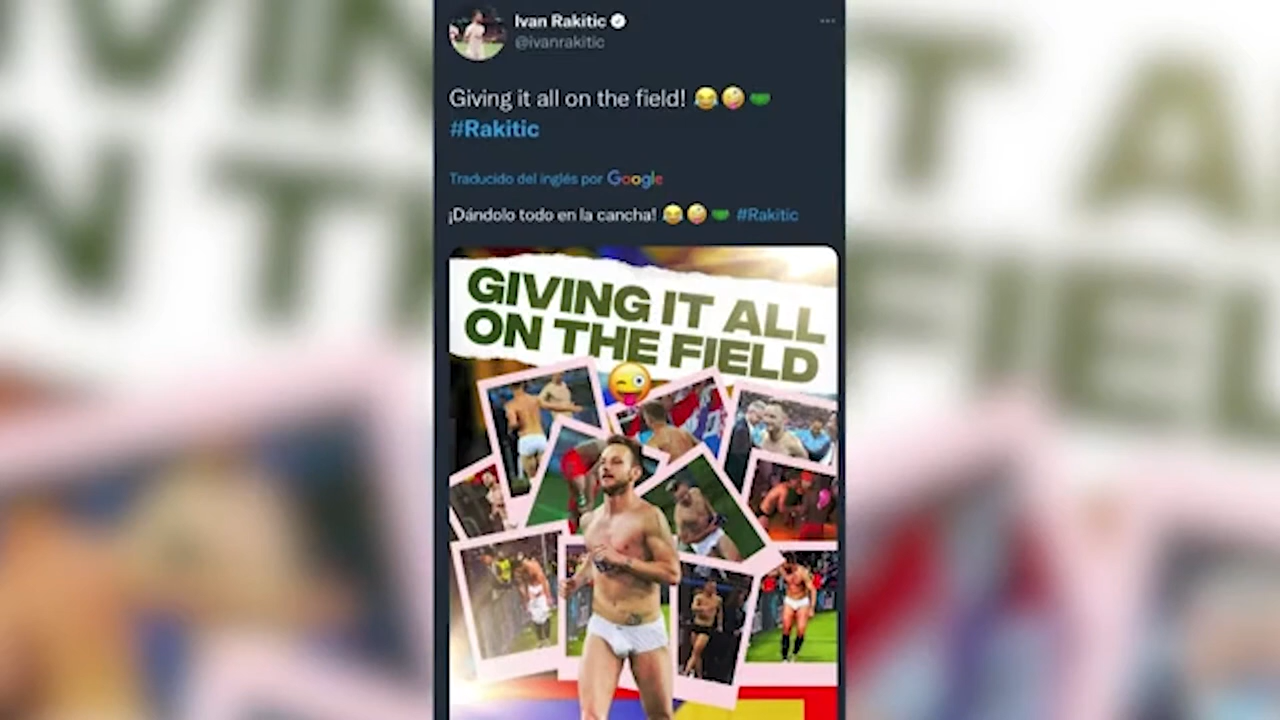 Ivan Rakitic
@ivanrakitic
Giving it all on the field! 😂🤪💚
#Rakitic
Traducido del inglés por Google
¡Dándolo todo en la cancha! 😂🤪💚 #Rakitic
GIVING IT ALL
ON THE FIELD